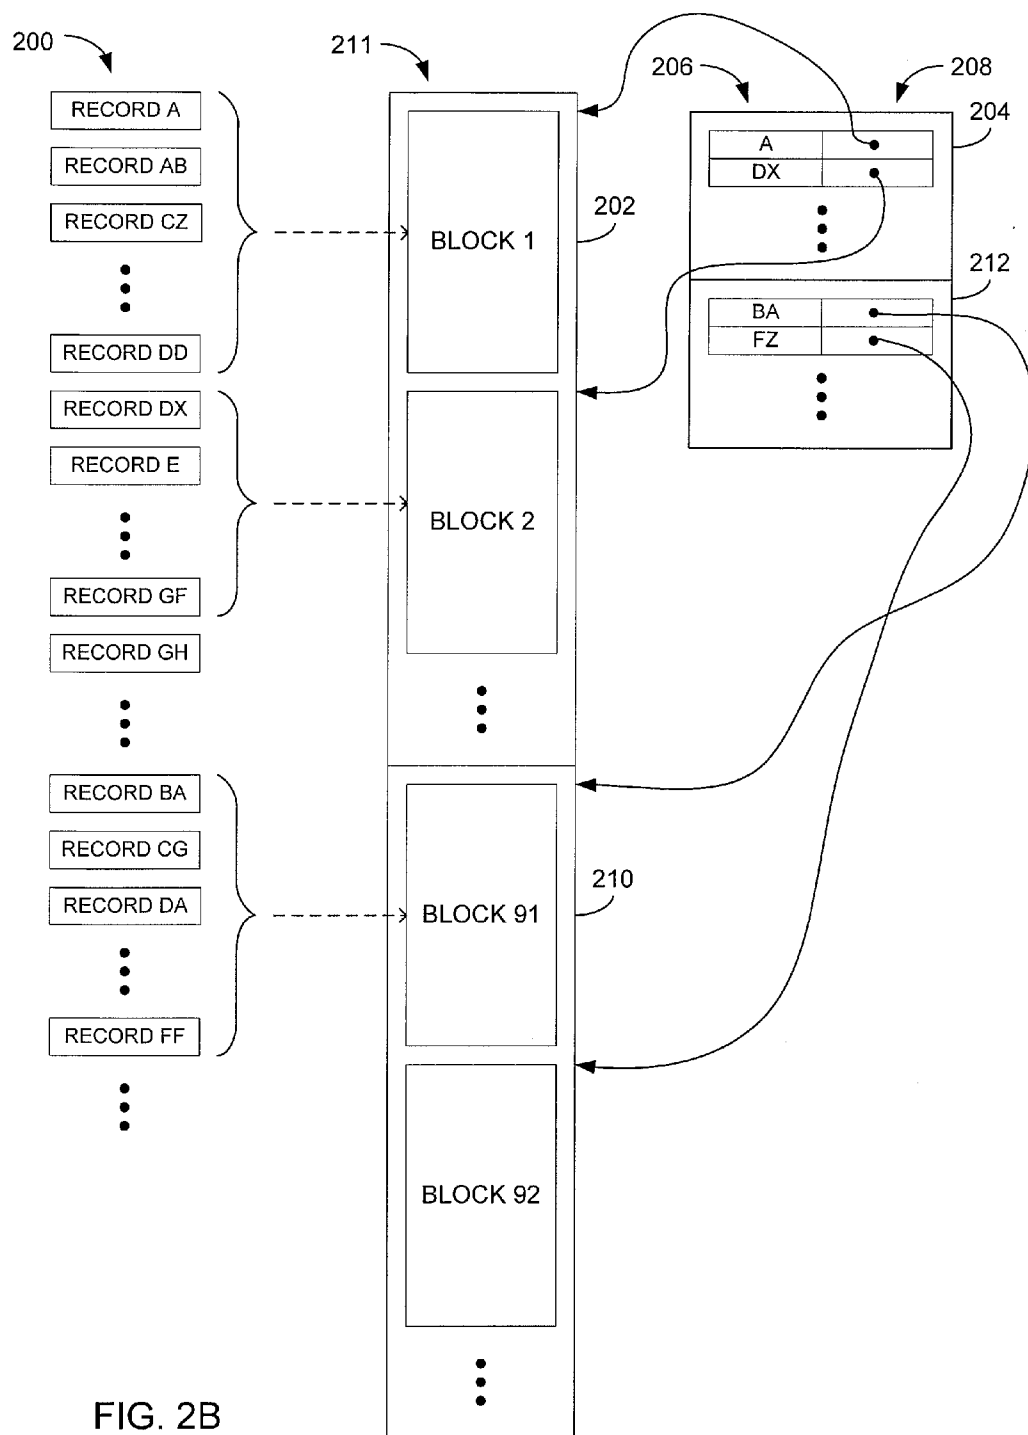 200
211
206
208
204
RECORD A
RECORD AB
RECORD CZ
RECORD DD
RECORD DX
RECORD E
RECORD GF
RECORD GH
RECORD BA
RECORD CG
RECORD DA
RECORD FF
BLOCK 1
202
BLOCK 2
BLOCK 91
210
BLOCK 92
A
DX
212
BA
FZ
FIG. 2B